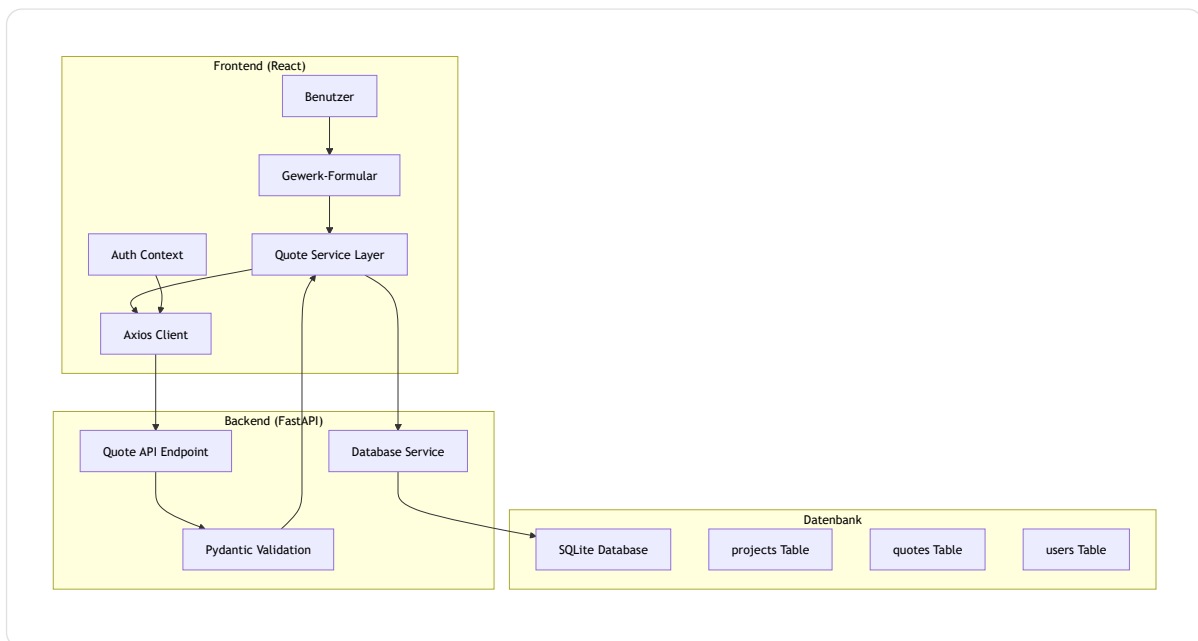 Frontend (React)
Benutzer
Gewerk-Formular
Auth Context
Quote Service Layer
Axios Client
Backend (FastAPI)
Quote API Endpoint
Database Service
Pydantic Validation
Datenbank
SQLite Database
projects Table
quotes Table
users Table